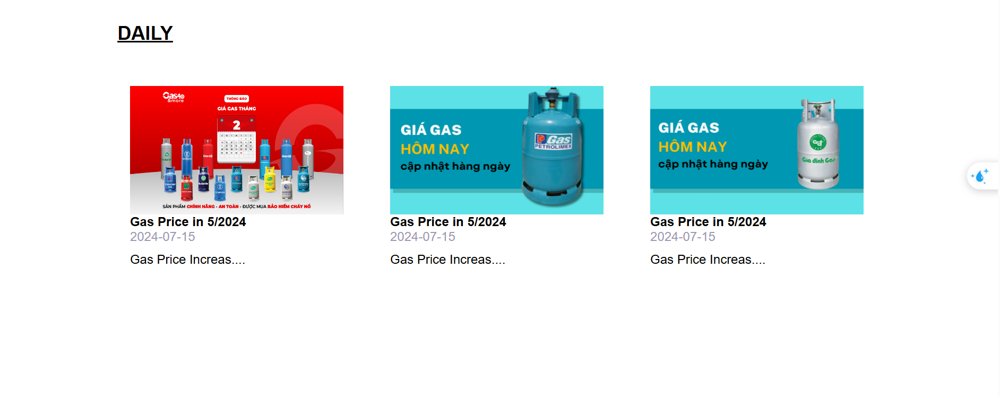 DAILY
Gas40
&more
THÔNG BÁO
GIÁ GAS THÁNG
2
Gas40
SẢN PHẨM CHÍNH HÃNG - AN TOÀN - ĐƯỢC MUA BẢO HIỂM CHÁY NỔ
Gas Price in 5/2024
2024-07-15
Gas Price Increas....
GIÁ GAS
HÔM NAY
cập nhật hàng ngày
Gas
PETROLIMEX
Gas Price in 5/2024
2024-07-15
Gas Price Increas....
GIÁ GAS
HÔM NAY
cập nhật hàng ngày
Gia đình Gas
Gas Price in 5/2024
2024-07-15
Gas Price Increas....